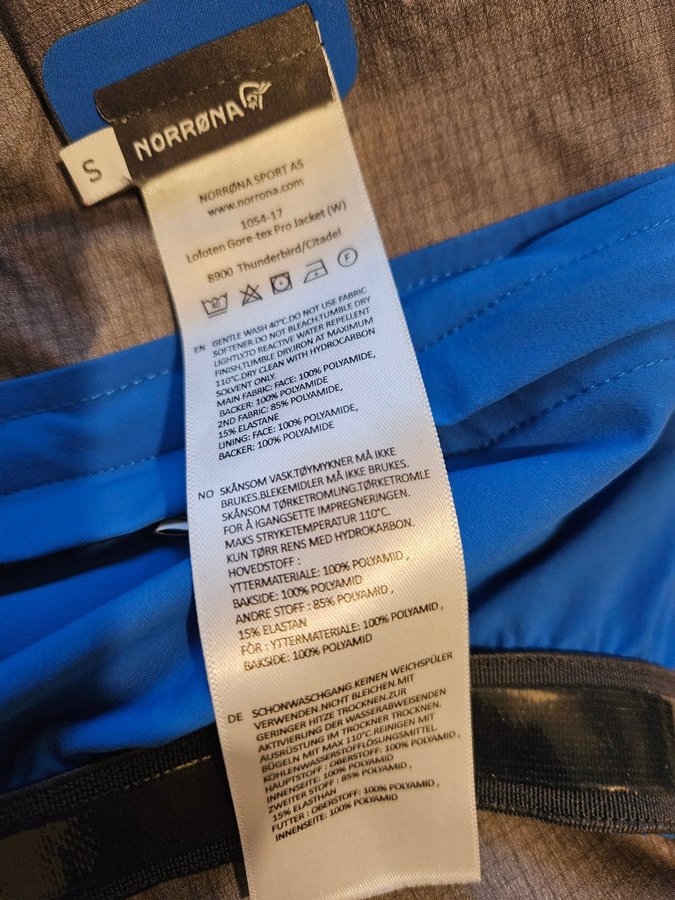 NORRØNA
S
NORRØNA SPORT AS
www.norrona.com
1054-17
Lofoten Gore-tex Pro Jacket (W)
8900 Thunderbird/Citadel
40
F
EN GENTLE WASH 40°C.DO NOT USE FABRIC
SOFTENER.DO NOT BLEACH,TUMBLE DRY
LIGHTLY.TO REACTIVE WATER REPELLENT
FINISH,TUMBLE DRY.IRON AT MAXIMUM
110°C.DRY CLEAN WITH HYDROCARBON
SOLVENT ONLY.
MAIN FABRIC: FACE: 100% POLYAMIDE,
BACKER: 100% POLYAMIDE
2ND FABRIC: 85% POLYAMIDE,
15% ELASTANE
LINING: FACE: 100% POLYAMIDE,
BACKER: 100% POLYAMIDE
NO SKÅNSOM VASK.TØYMYKNER MÅ IKKE
BRUKES.BLEKEMIDLER MÅ IKKE BRUKES.
SKÅNSOM TØRKETROMLING.TØRKETROMLE
FOR Å IGANGSETTE IMPREGNERINGEN.
MAKS STRYKETEMPERATUR 110°C.
KUN TØRR RENS MED HYDROKARBON.
HOVEDSTOFF :
YTTERMATERIALE: 100% POLYAMID ,
BAKSIDE: 100% POLYAMID
ANDRE STOFF : 85% POLYAMID ,
15% ELASTAN
FÔR : YTTERMATERIALE: 100% POLYAMID ,
BAKSIDE: 100% POLYAMID
DE SCHONWASCHGANG.KEINEN WEICHSPÜLER
VERWENDEN.NICHT BLEICHEN.MIT
GERINGER HITZE TROCKNEN.ZUR
AKTIVIERUNG DER WASSERABWEISENDEN
AUSRÜSTUNG IM TROCKNER TROCKNEN.
BÜGELN MIT MAX 110°C.REINIGEN MIT
KOHLENWASSERSTOFFLÖSUNGSMITTEL
HAUPTSTOFF : OBERSTOFF: 100% POLYAMID ,
INNENSEITE: 100% POLYAMID
ZWEITER STOFF : 85% POLYAMID ,
15% ELASTHAN
FUTTER : OBERSTOFF: 100% POLYAMID ,
INNENSEITE: 100% POLYAMID